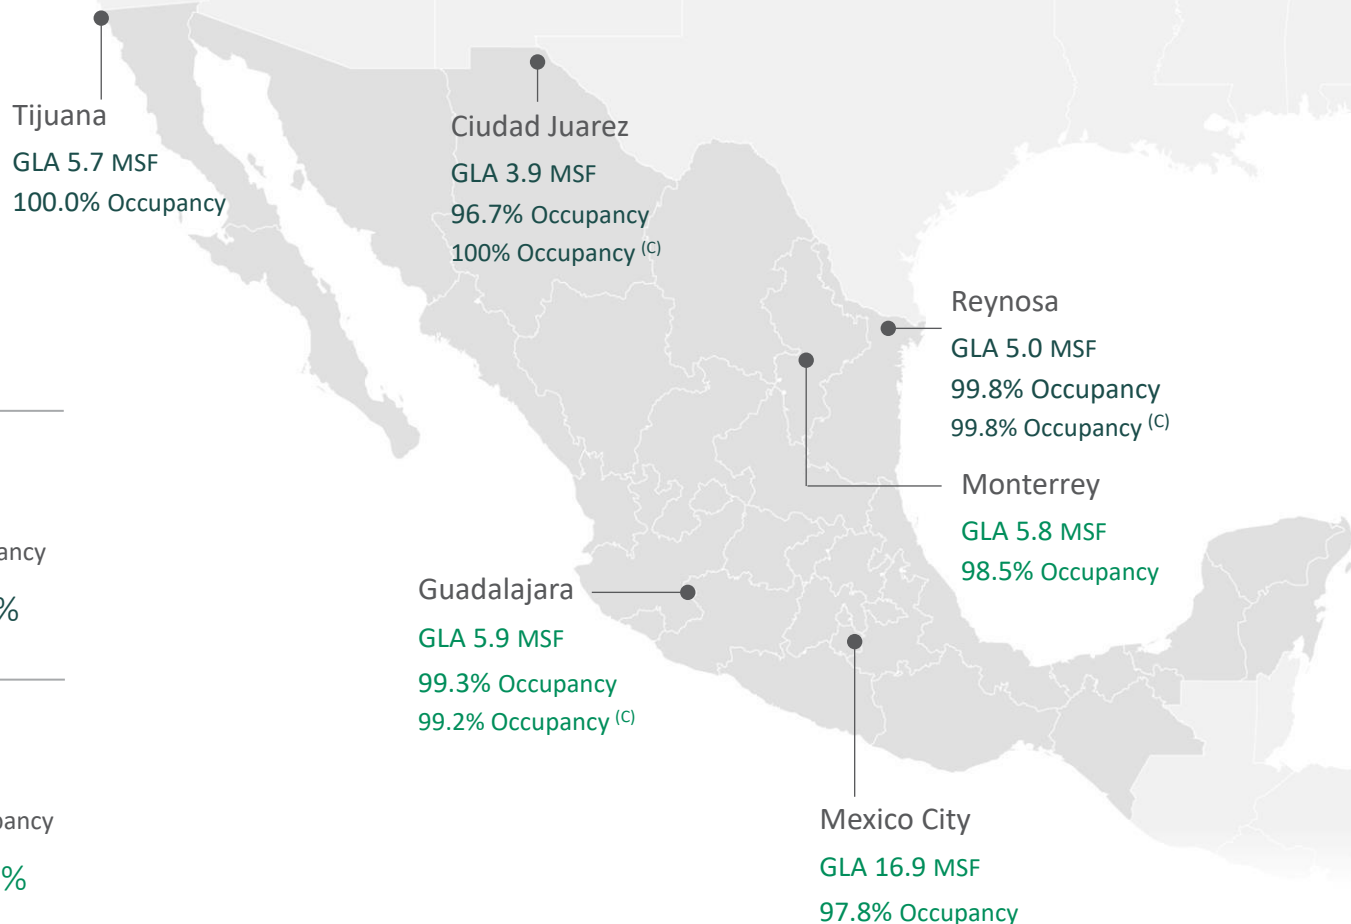 Tijuana
GLA 5.7 MSF
100.0% Occupancy
Ciudad Juarez
GLA 3.9 MSF
96.7% Occupancy
100% Occupancy (C)
Reynosa
GLA 5.0 MSF
99.8% Occupancy
99.8% Occupancy (C)
Monterrey
GLA 5.8 MSF
98.5% Occupancy
Guadalajara
GLA 5.9 MSF
99.3% Occupancy
99.2% Occupancy (C)
Mexico City
GLA 16.9 MSF
97.8% Occupancy
%
%